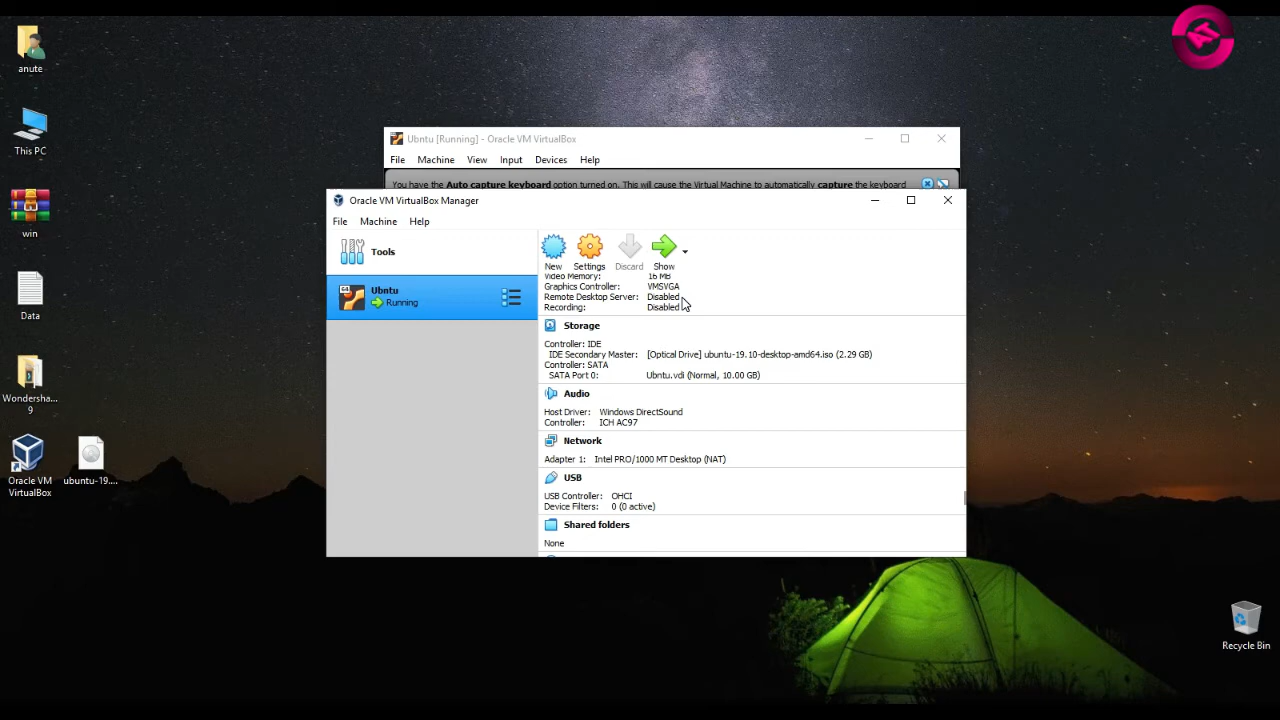 anute
This PC
win
Data
Wondersha...
9
Oracle VM
VirtualBox
ubuntu-19....
Recycle Bin
Ubntu [Running] - Oracle VM VirtualBox
File Machine View Input Devices Help
You have the Auto capture keyboard option turned on. This will cause the Virtual Machine to automatically capture the keyboard
Oracle VM VirtualBox Manager
File Machine Help
Tools
Ubntu
Running
64
New Settings Discard Show
Video Memory: 16 MB
Graphics Controller: VMSVGA
Remote Desktop Server: Disabled
Recording: Disabled
Storage
Controller: IDE
IDE Secondary Master: [Optical Drive] ubuntu-19.10-desktop-amd64.iso (2.29 GB)
Controller: SATA
SATA Port 0: Ubntu.vdi (Normal, 10.00 GB)
Audio
Host Driver: Windows DirectSound
Controller: ICH AC97
Network
Adapter 1: Intel PRO/1000 MT Desktop (NAT)
USB
USB Controller: OHCI
Device Filters: 0 (0 active)
Shared folders
None